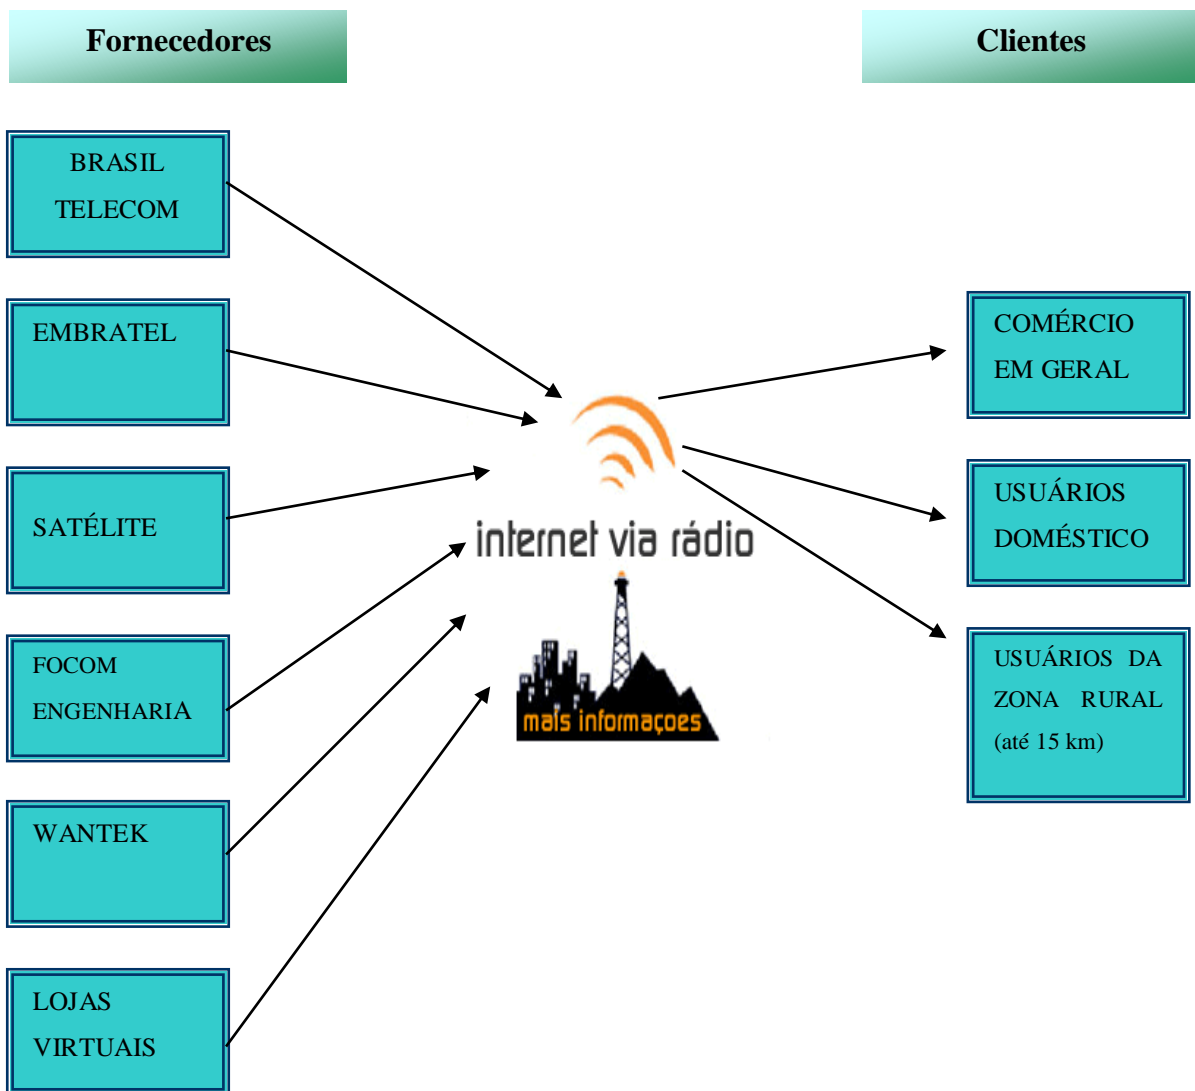 Fornecedores
Clientes
BRASIL
TELECOM
EMBRATEL
SATÉLITE
FOCOM
ENGENHARIA
WANTEK
LOJAS
VIRTUAIS
internet via rádio
mais informaçoes
COMÉRCIO
EM GERAL
USUÁRIOS
DOMÉSTICO
USUÁRIOS DA
ZONA RURAL
(até 15 km)